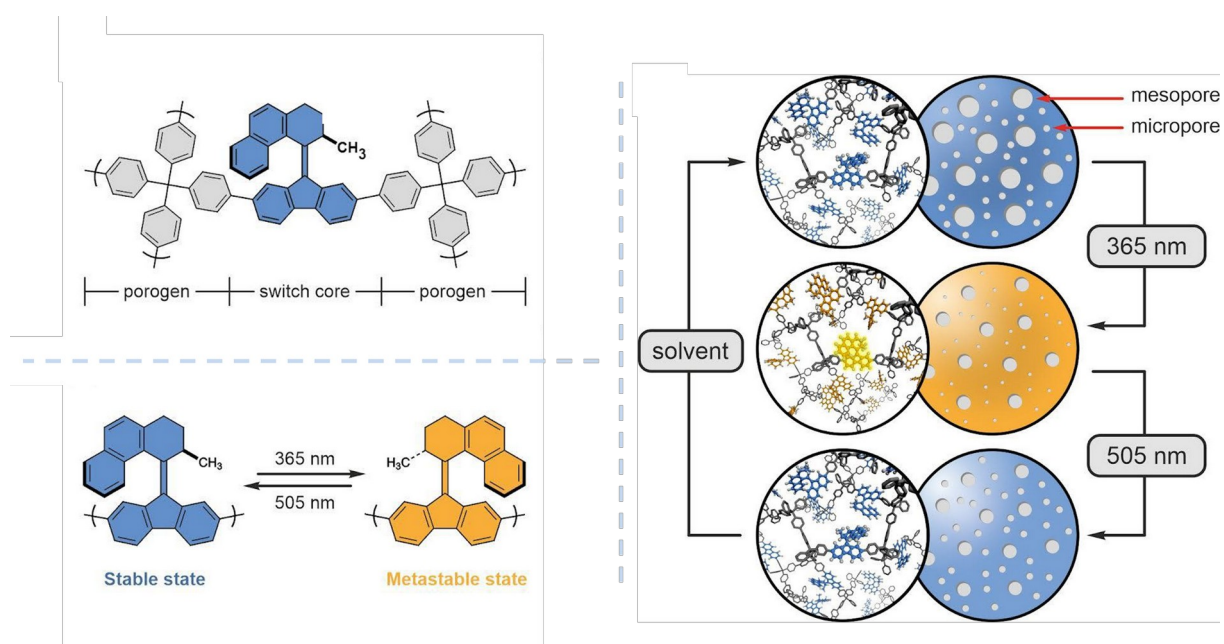 CH3
porogen
switch core
porogen
CH3
365 nm
505 nm
H3C
Stable state
Metastable state
mesopore
micropore
365 nm
solvent
505 nm